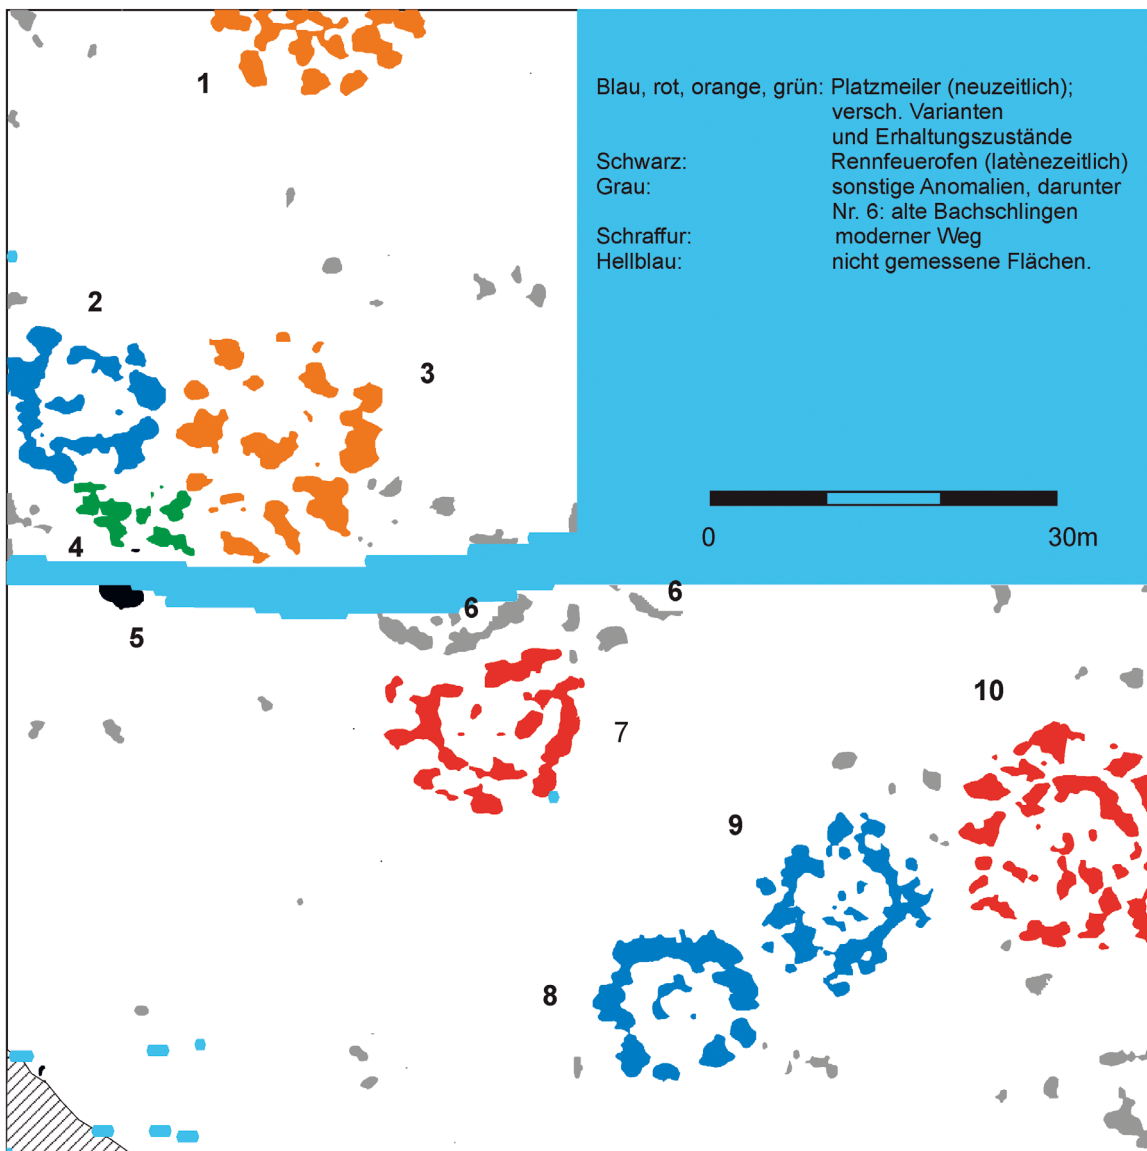 1
Blau, rot, orange, grün: Platzmeiler (neuzeitlich);
versch. Varianten
und Erhaltungszustände
Schwarz: Rennfeuerofen (latènezeitlich)
Grau: sonstige Anomalien, darunter
Nr. 6: alte Bachschlingen
Schraffur: moderner Weg
Hellblau: nicht gemessene Flächen.
2
3
0 30m
4
5
6 6
7
10
9
8